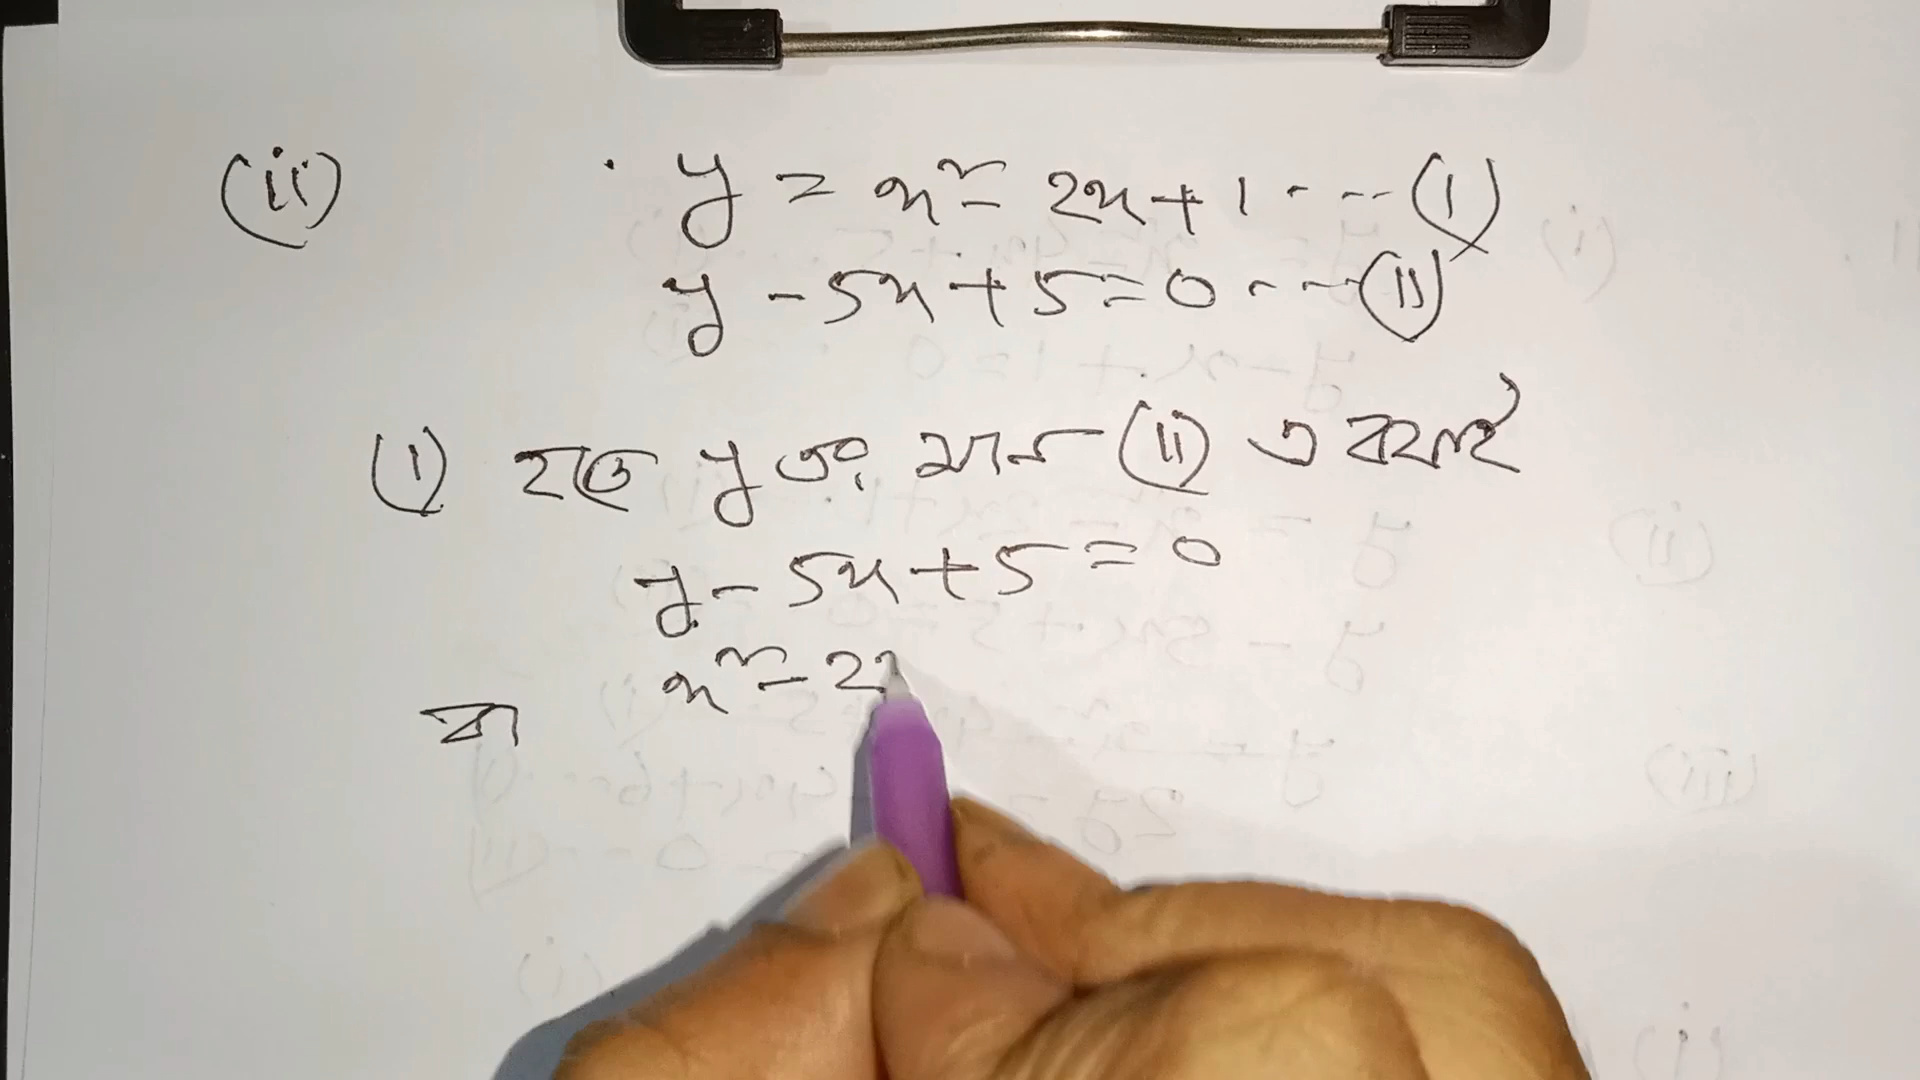 (ii) y = x² - 2x + 1 - - - (I)
y - 5x + 5 = 0 - - - (II)
(I) হতে y এর মান (II) এ বসাই
y - 5x + 5 = 0
বা x² - 2